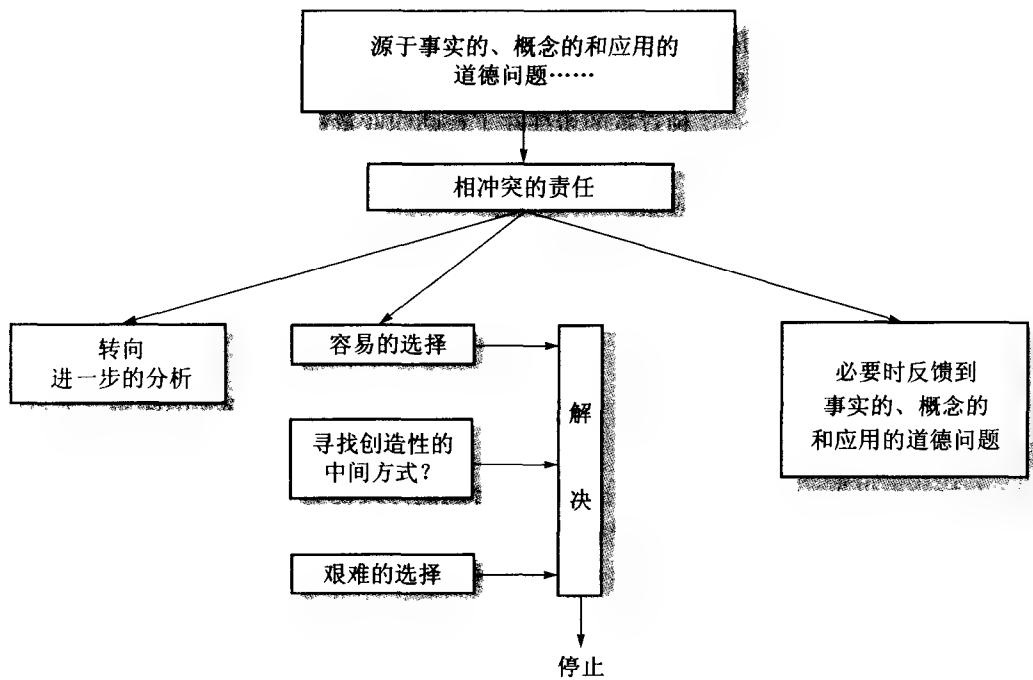 源于事实的、概念的和应用的
道德问题……
相冲突的责任
转向
进一步的分析
容易的选择
寻找创造性的
中间方式?
艰难的选择
解
决
停止
必要时反馈到
事实的、概念的
和应用的道德问题